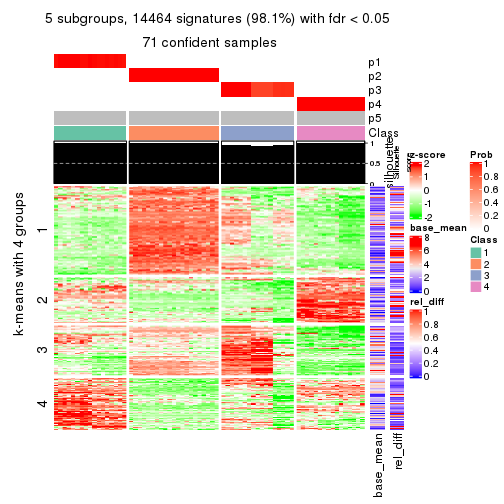 5 subgroups, 14464 signatures (98.1%) with fdr < 0.05
71 confident samples
p1
p2
p3
p4
p5
Class
1
0.5
0
silhouette
Silhouette
score
k-means with 4 groups
1
2
3
4
base_mean
rel_diff
z-score
2
1
0
-1
-2
base_mean
8
6
4
2
0
rel_diff
1
0.8
0.6
0.4
0.2
0
Prob
1
0.8
0.6
0.4
0.2
0
Class
1
2
3
4